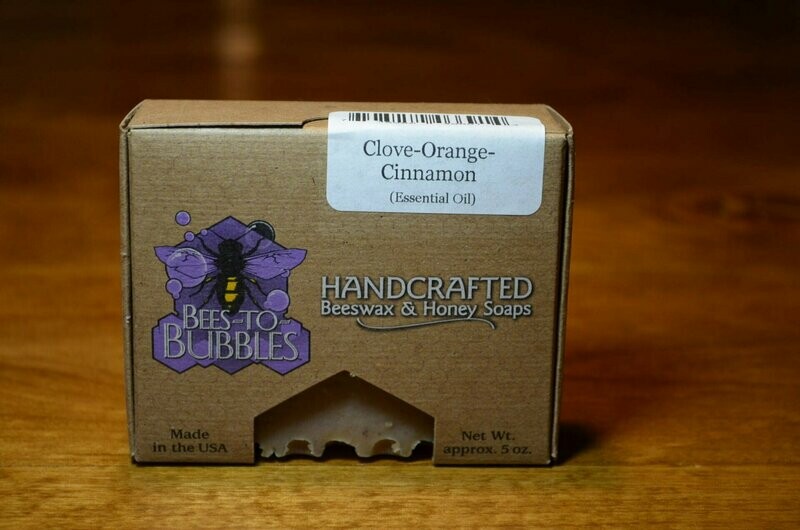 Clove-Orange-
Cinnamon
(Essential Oil)
BEES-TO-
BUBBLES
HANDCRAFTED
Beeswax & Honey Soaps
Made
in the USA
Net Wt.
approx. 5 oz.